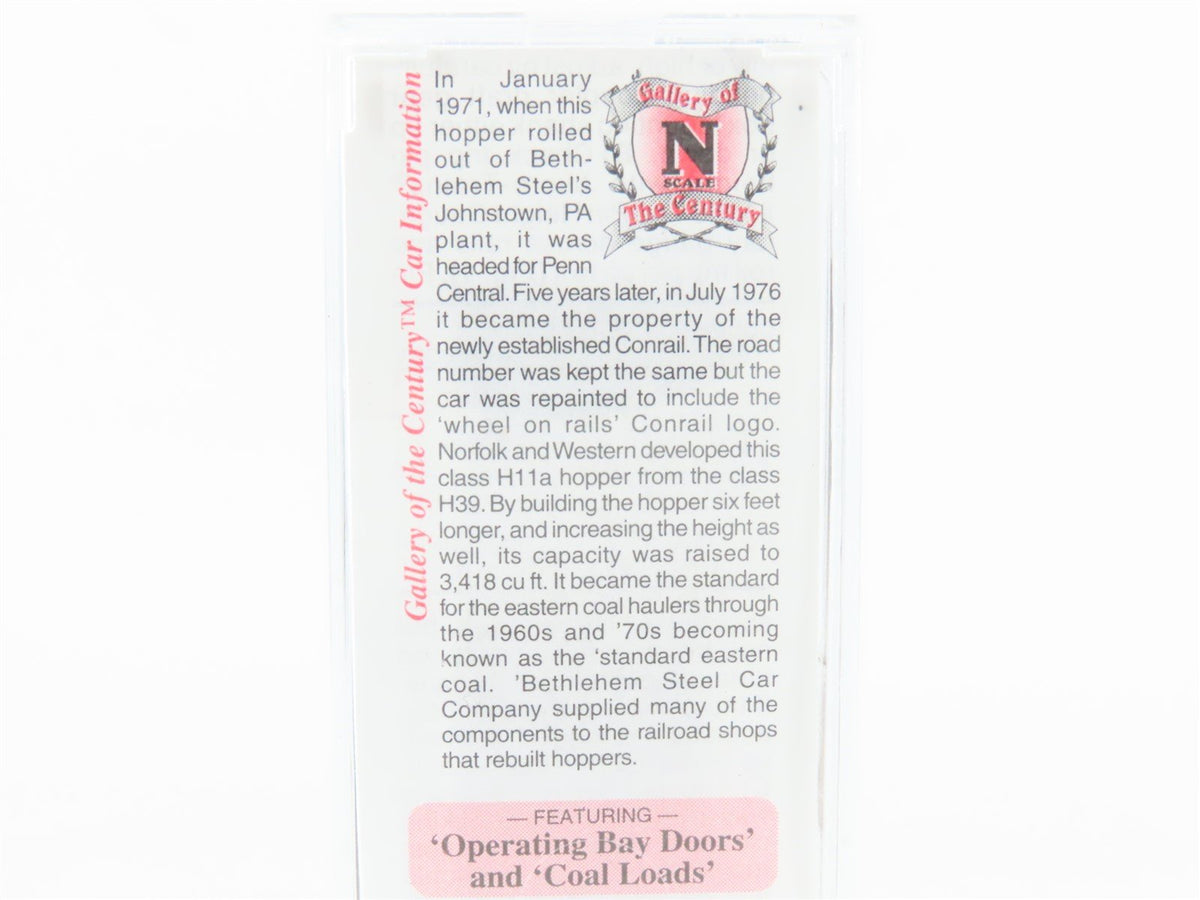 Gallery of the Century™ Car Information
Gallery of
N
SCALE
The Century
In January
1971, when this
hopper rolled
out of Beth-
lehem Steel's
Johnstown, PA
plant, it was
headed for Penn
Central. Five years later, in July 1976
it became the property of the
newly established Conrail. The road
number was kept the same but the
car was repainted to include the
‘wheel on rails’ Conrail logo.
Norfolk and Western developed this
class H11a hopper from the class
H39. By building the hopper six feet
longer, and increasing the height as
well, its capacity was raised to
3,418 cu ft. It became the standard
for the eastern coal haulers through
the 1960s and ’70s becoming
known as the ‘standard eastern
coal. ’Bethlehem Steel Car
Company supplied many of the
components to the railroad shops
that rebuilt hoppers.
— FEATURING —
‘Operating Bay Doors’
and ‘Coal Loads’